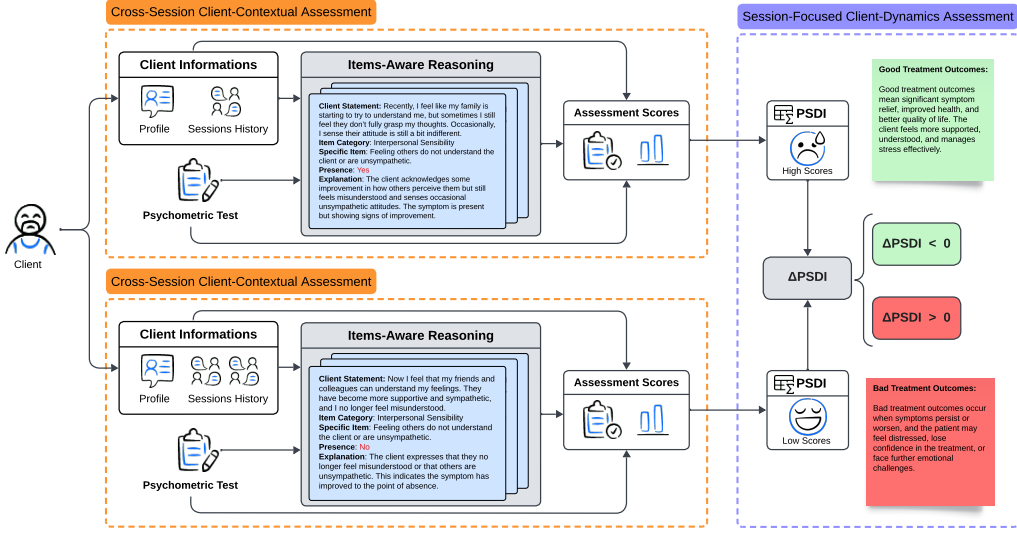 Cross-Session Client-Contextual Assessment
Session-Focused Client-Dynamics Assessment
Client Informations
Profile
Sessions History
Psychometric Test
Items-Aware Reasoning
Client Statement: Recently, I feel like my family is
starting to try to understand me, but sometimes I still
feel they don't fully grasp my thoughts. Occasionally,
I sense their attitude is still a bit indifferent.
Item Category: Interpersonal Sensibility
Specific Item: Feeling others do not understand the
client or are unsympathetic.
Presence: Yes
Explanation: The client acknowledges some
improvement in how others perceive them but still
feels misunderstood and senses occasional
unsympathetic attitudes. The symptom is present
but showing signs of improvement.
Assessment Scores
PSDI
High Scores
Good Treatment Outcomes:
Good treatment outcomes
mean significant symptom
relief, improved health, and
better quality of life. The
client feels more supported,
understood, and manages
stress effectively.
Client
ΔPSDI
ΔPSDI < 0
ΔPSDI > 0
Cross-Session Client-Contextual Assessment
Client Informations
Profile
Sessions History
Psychometric Test
Items-Aware Reasoning
Client Statement: Now I feel that my friends and
colleagues can understand my feelings. They
have become more supportive and sympathetic,
and I no longer feel misunderstood.
Item Category: Interpersonal Sensibility
Specific Item: Feeling others do not understand
the client or are unsympathetic.
Presence: No
Explanation: The client expresses that they no
longer feel misunderstood or that others are
unsympathetic. This indicates the symptom has
improved to the point of absence.
Assessment Scores
PSDI
Low Scores
Bad Treatment Outcomes:
Bad treatment outcomes occur
when symptoms persist or
worsen, and the patient may
feel distressed, lose
confidence in the treatment, or
face further emotional
challenges.